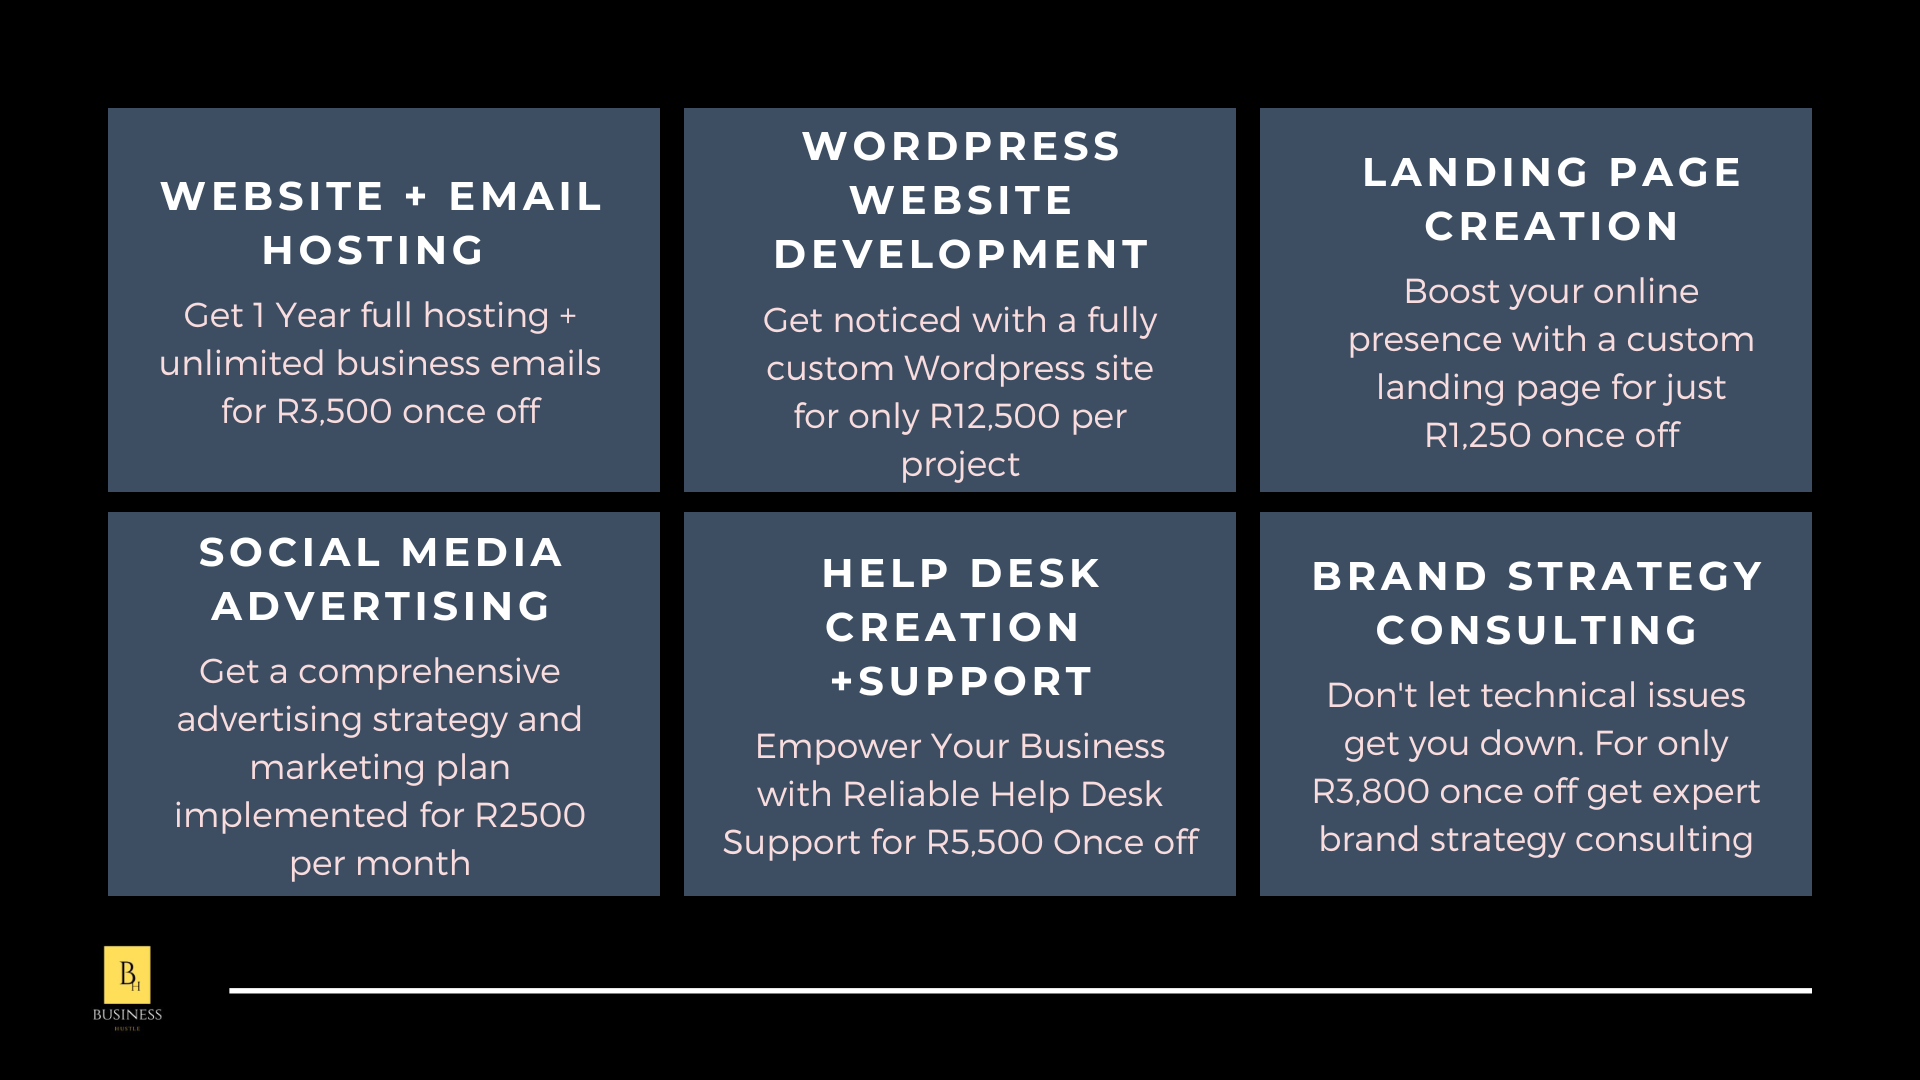 WEBSITE + EMAIL
HOSTING
Get 1 Year full hosting +
unlimited business emails
for R3,500 once off
WORDPRESS
WEBSITE
DEVELOPMENT
Get noticed with a fully
custom Wordpress site
for only R12,500 per
project
LANDING PAGE
CREATION
Boost your online
presence with a custom
landing page for just
R1,250 once off
SOCIAL MEDIA
ADVERTISING
Get a comprehensive
advertising strategy and
marketing plan
implemented for R2500
per month
HELP DESK
CREATION
+SUPPORT
Empower Your Business
with Reliable Help Desk
Support for R5,500 Once off
BRAND STRATEGY
CONSULTING
Don't let technical issues
get you down. For only
R3,800 once off get expert
brand strategy consulting
BH
BUSINESS
HUSTLE